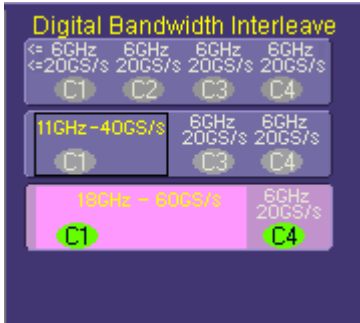 Digital Bandwidth Interleave
<= 6GHz 6GHz 6GHz 6GHz
<=20GS/s 20GS/s 20GS/s 20GS/s
C1 C2 C3 C4
11GHz-40GS/s 6GHz 6GHz
20GS/s 20GS/s
C1 C3 C4
18GHz - 60GS/s 6GHz
20GS/s
C1 C4